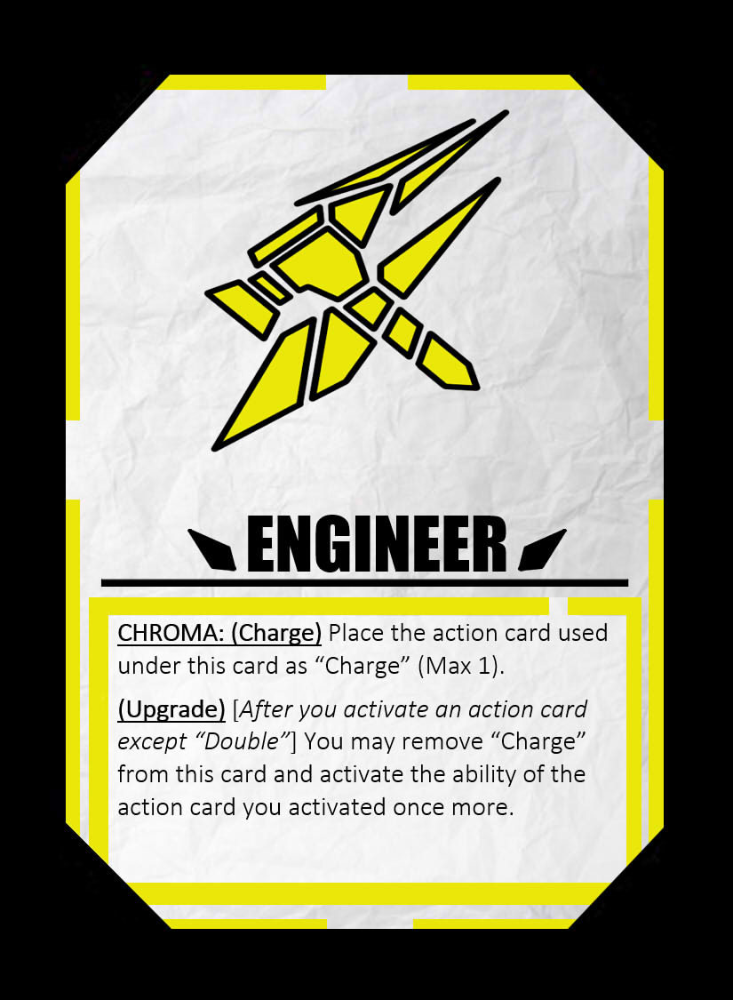 ENGINEER
CHROMA: (Charge) Place the action card used
under this card as “Charge” (Max 1).
(Upgrade) [After you activate an action card
except “Double”] You may remove “Charge”
from this card and activate the ability of the
action card you activated once more.